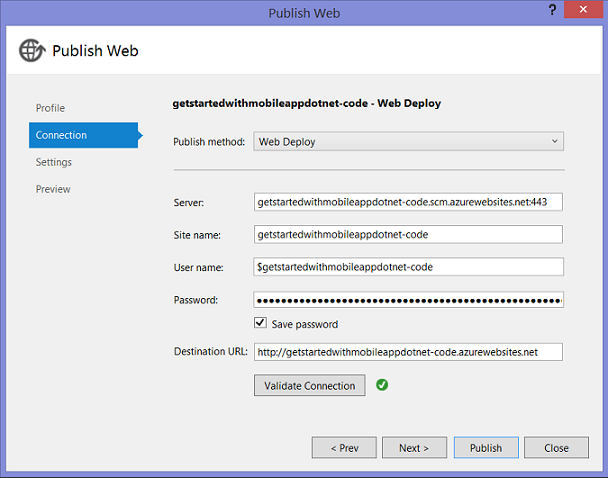 Publish Web
? ×
Publish Web
Profile
Connection
Settings
Preview
getstartedwithmobileappdotnet-code - Web Deploy
Publish method: Web Deploy
Server: getstartedwithmobileappdotnet-code.scm.azurewebsites.net:443
Site name: getstartedwithmobileappdotnet-code
User name: $getstartedwithmobileappdotnet-code
Password: ●●●●●●●●●●●●●●●●●●●●●●●●●●●●●●●●●●●●●●●●●●
Save password
Destination URL: http://getstartedwithmobileappdotnet-code.azurewebsites.net
Validate Connection
< Prev Next > Publish Close